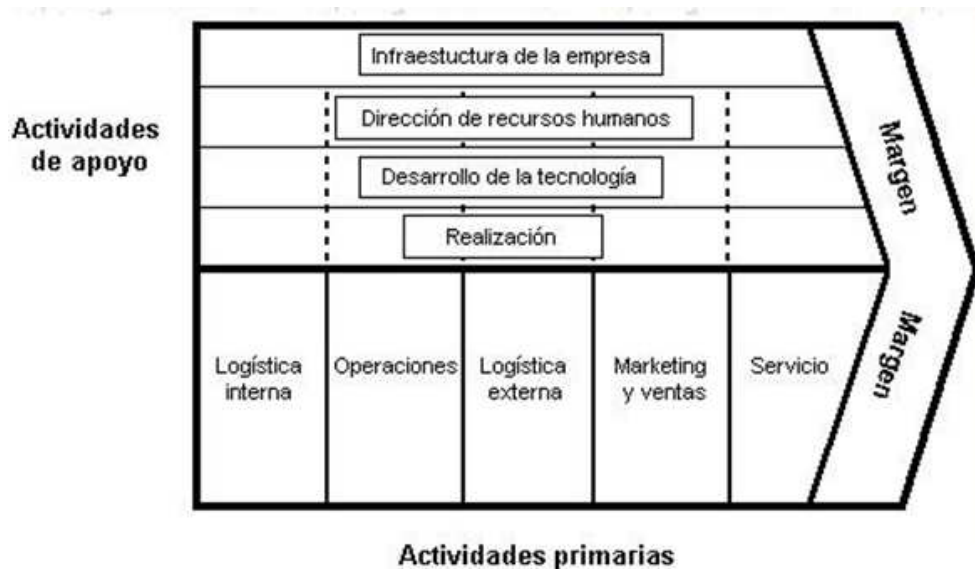 Infraestuctura de la empresa
Actividades
de apoyo
Dirección de recursos humanos
Desarrollo de la tecnología
Realización
Margen
Margen
Logística
interna
Operaciones
Logística
externa
Marketing
y ventas
Servicio
Actividades primarias